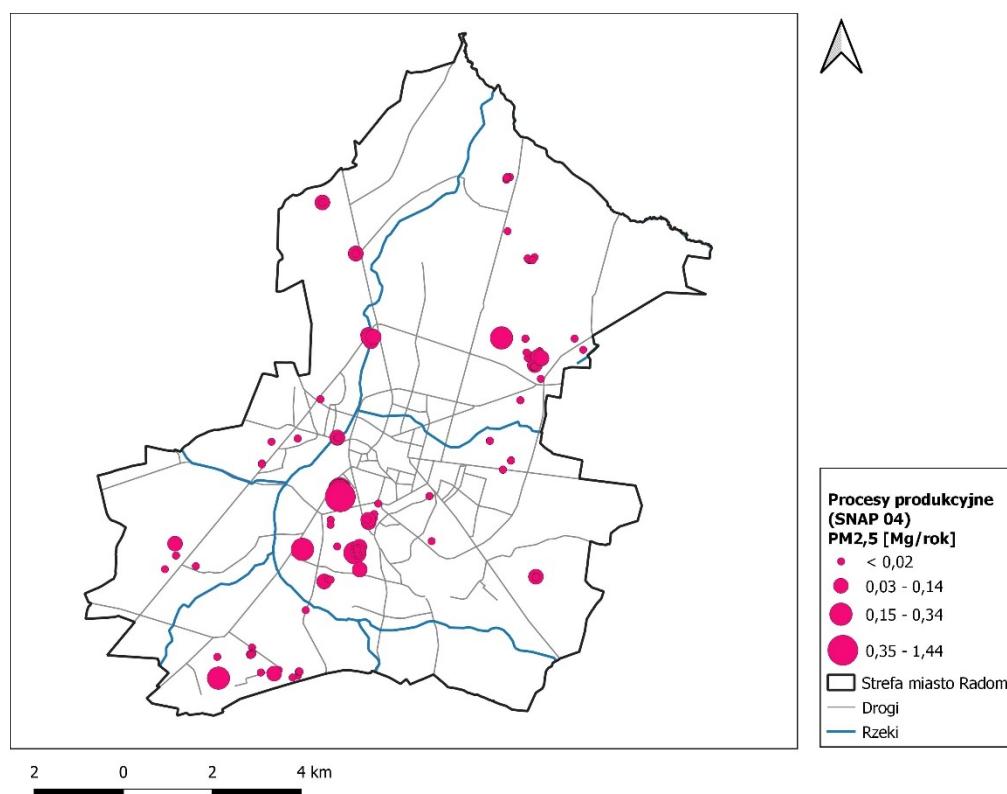 Procesy produkcyjne
(SNAP 04)
PM2,5 [Mg/rok]
< 0,02
0,03 - 0,14
0,15 - 0,34
0,35 - 1,44
Strefa miasto Radom
Drogi
Rzeki
2 0 2 4 km